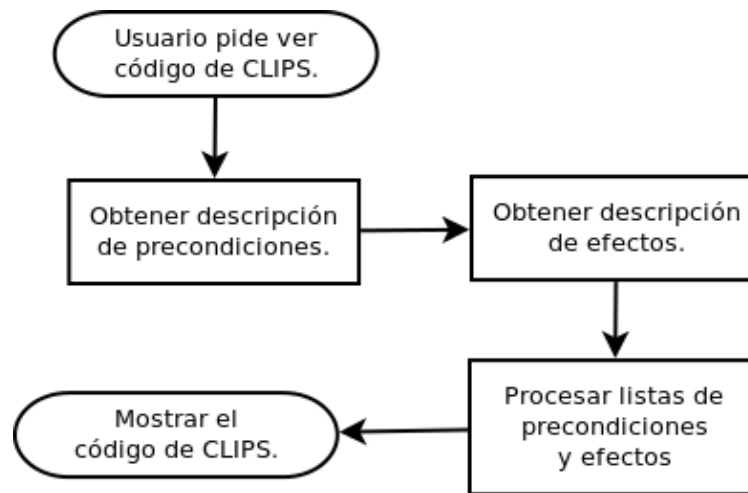 Usuario pide ver
código de CLIPS.
Obtener descripción
de precondiciones.
Obtener descripción
de efectos.
Procesar listas de
precondiciones
y efectos
Mostrar el
código de CLIPS.